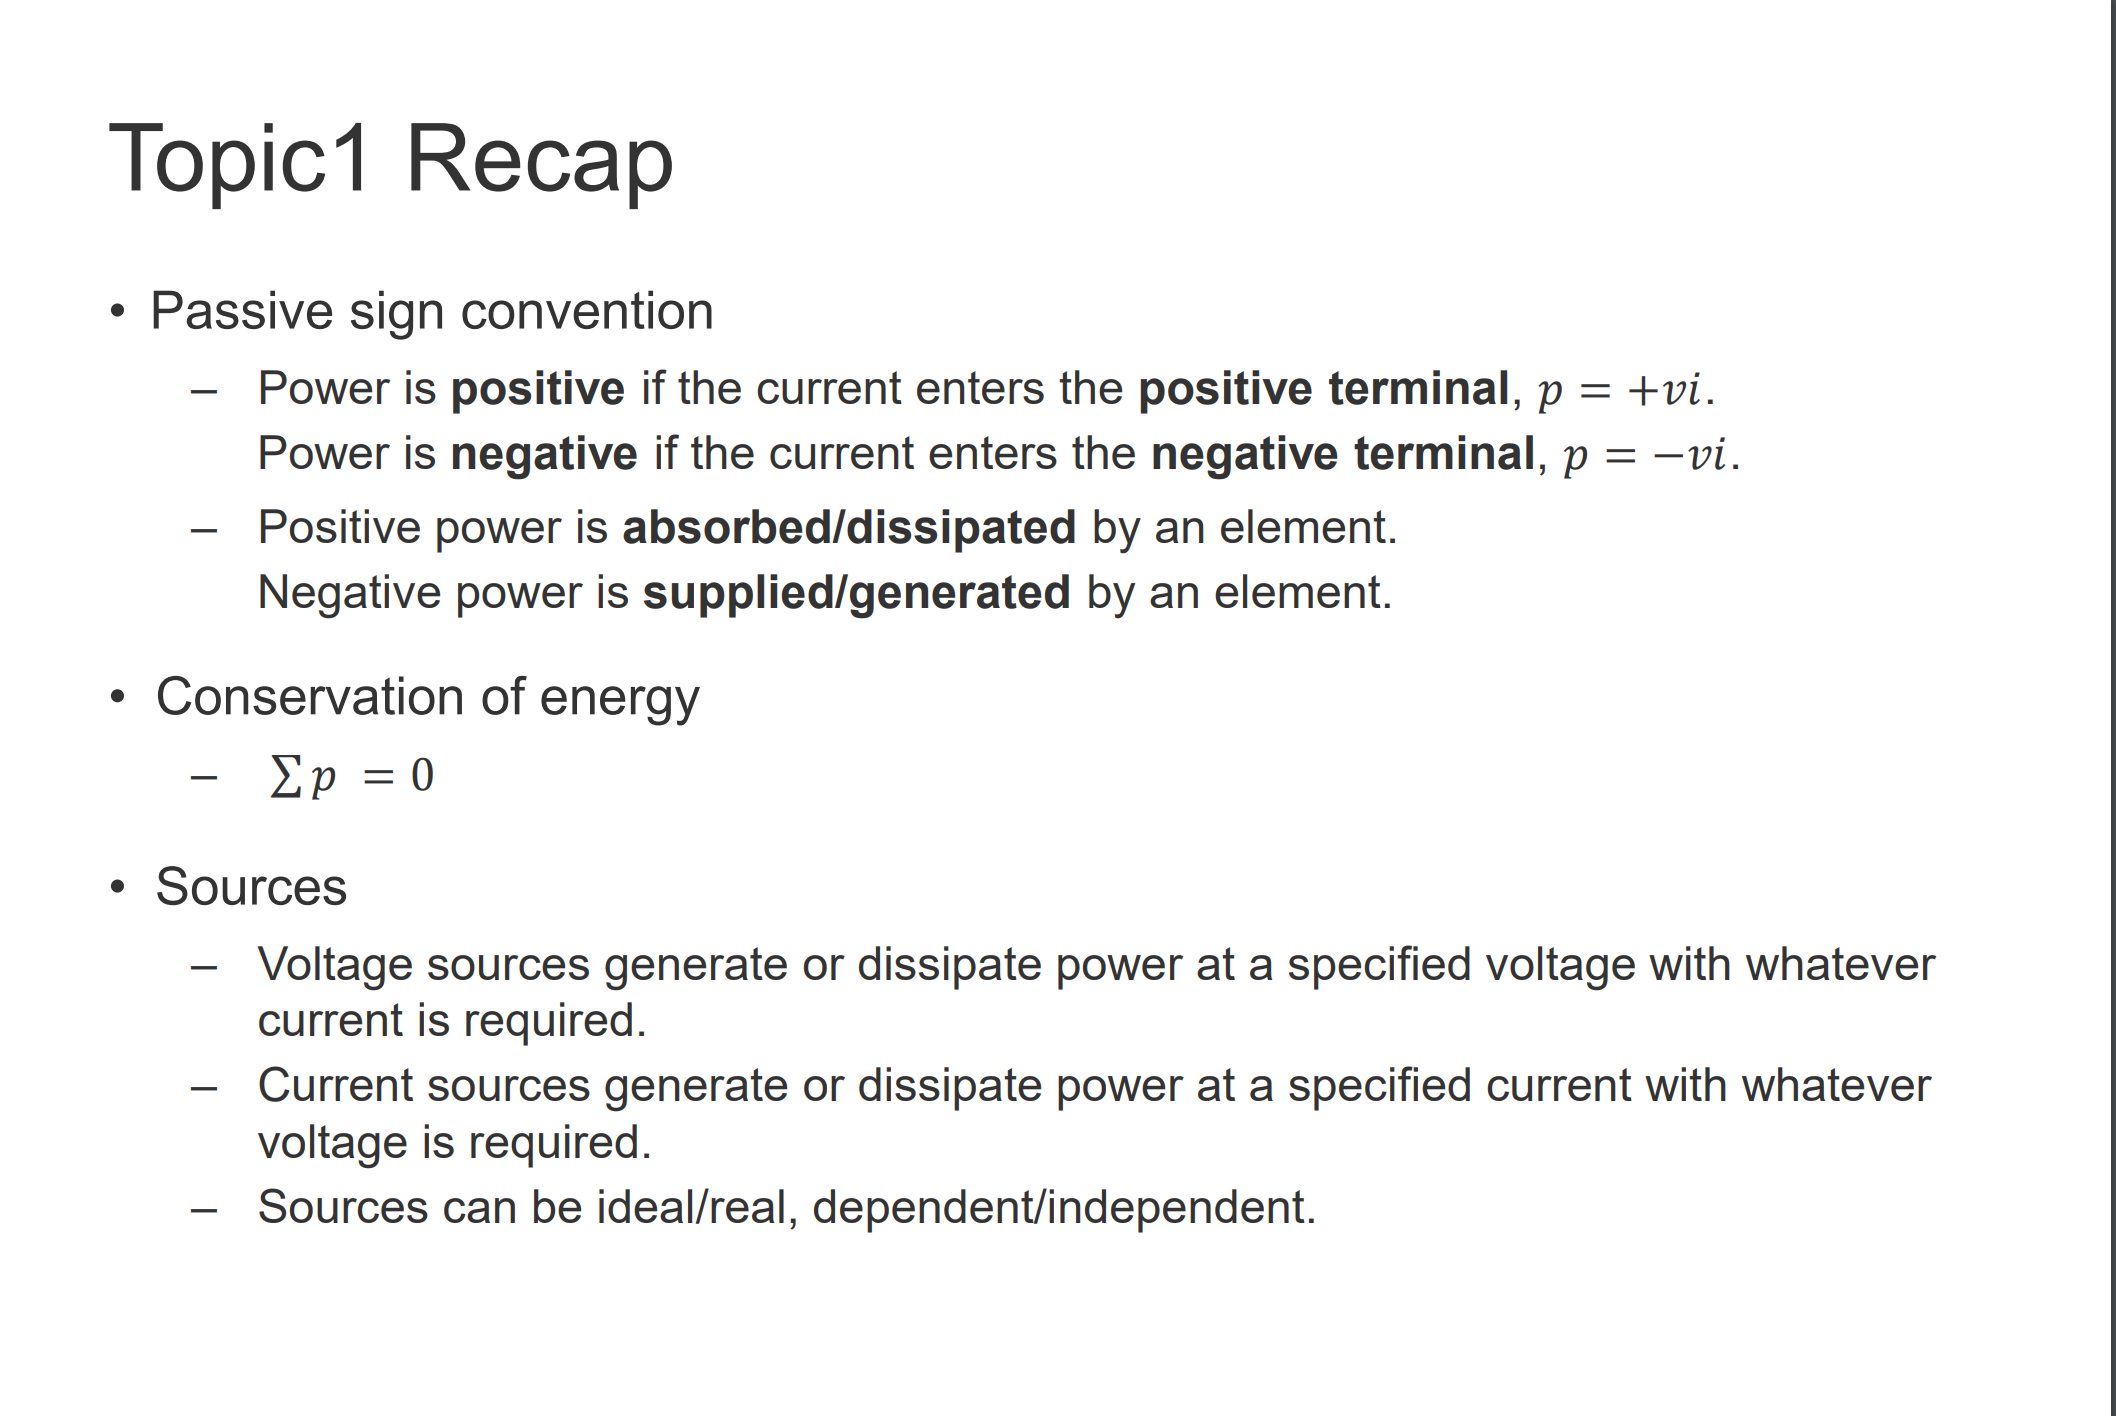 Topic1 Recap
• Passive sign convention
– Power is positive if the current enters the positive terminal, p = +vi.
Power is negative if the current enters the negative terminal, p = −vi.
– Positive power is absorbed/dissipated by an element.
Negative power is supplied/generated by an element.
• Conservation of energy
– ∑ p = 0
• Sources
– Voltage sources generate or dissipate power at a specified voltage with whatever
current is required.
– Current sources generate or dissipate power at a specified current with whatever
voltage is required.
– Sources can be ideal/real, dependent/independent.